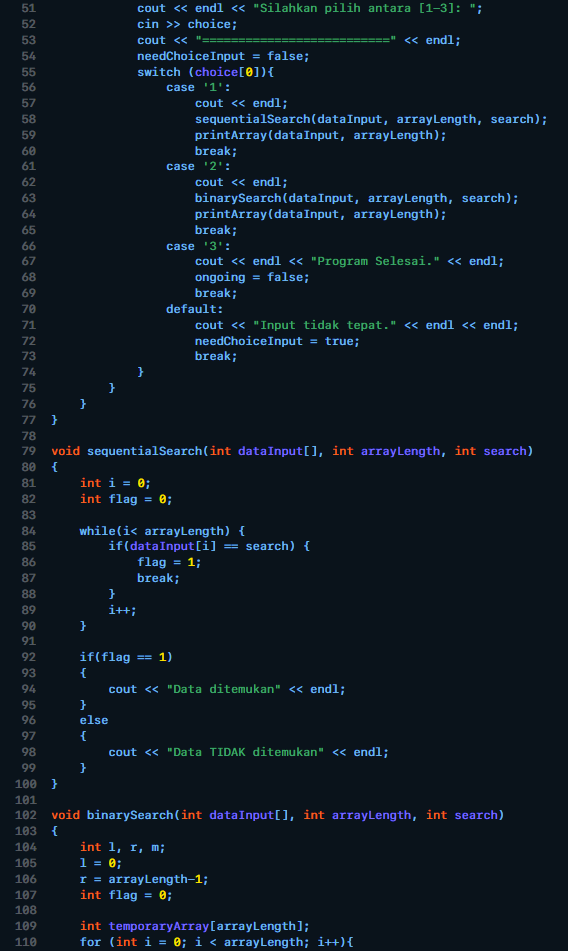 51 cout << endl << "Silahkan pilih antara [1-3]: ";
52 cin >> choice;
53 cout << "==========================" << endl;
54 needChoiceInput = false;
55 switch (choice[0]){
56 case '1':
57 cout << endl;
58 sequentialSearch(dataInput, arrayLength, search);
59 printArray(dataInput, arrayLength);
60 break;
61 case '2':
62 cout << endl;
63 binarySearch(dataInput, arrayLength, search);
64 printArray(dataInput, arrayLength);
65 break;
66 case '3':
67 cout << endl << "Program Selesai." << endl;
68 ongoing = false;
69 break;
70 default:
71 cout << "Input tidak tepat." << endl << endl;
72 needChoiceInput = true;
73 break;
74 }
75 }
76 }
77 }
78
79 void sequentialSearch(int dataInput[], int arrayLength, int search)
80 {
81 int i = 0;
82 int flag = 0;
83
84 while(i< arrayLength) {
85 if(dataInput[i] == search) {
86 flag = 1;
87 break;
88 }
89 i++;
90 }
91
92 if(flag == 1)
93 {
94 cout << "Data ditemukan" << endl;
95 }
96 else
97 {
98 cout << "Data TIDAK ditemukan" << endl;
99 }
100 }
101
102 void binarySearch(int dataInput[], int arrayLength, int search)
103 {
104 int l, r, m;
105 l = 0;
106 r = arrayLength-1;
107 int flag = 0;
108
109 int temporaryArray[arrayLength];
110 for (int i = 0; i < arrayLength; i++){